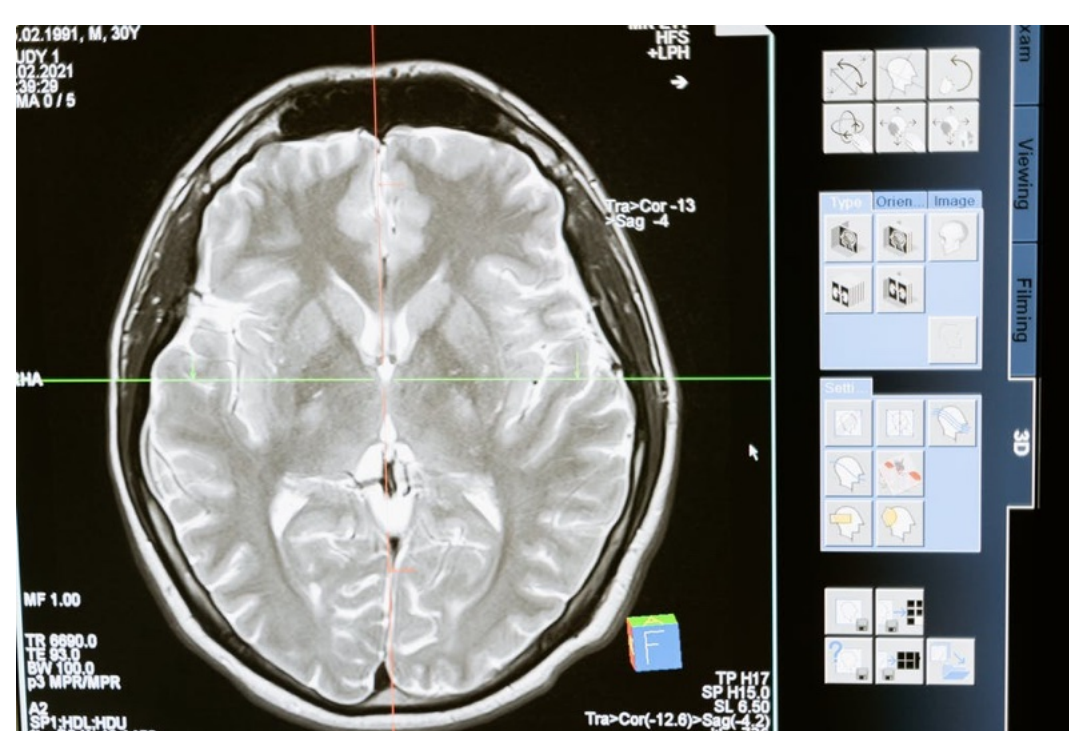 .02.1991, M, 30Y
UDY 1
.02.2021
:39:29
MA 0 / 5
HFS
+LPH
Tra>Cor -13
>Sag -4
RHA
MF 1.00
TR 6690.0
TE 93.0
BW 100.0
p3 MPR/MPR
A2
SP1:HDL:HDU
F
TP H17
SP H15.0
SL 6.50
Tra>Cor(-12.6)>Sag(-4.2)
Type Orien... Image
Setti
xam
Viewing
Filming
3D